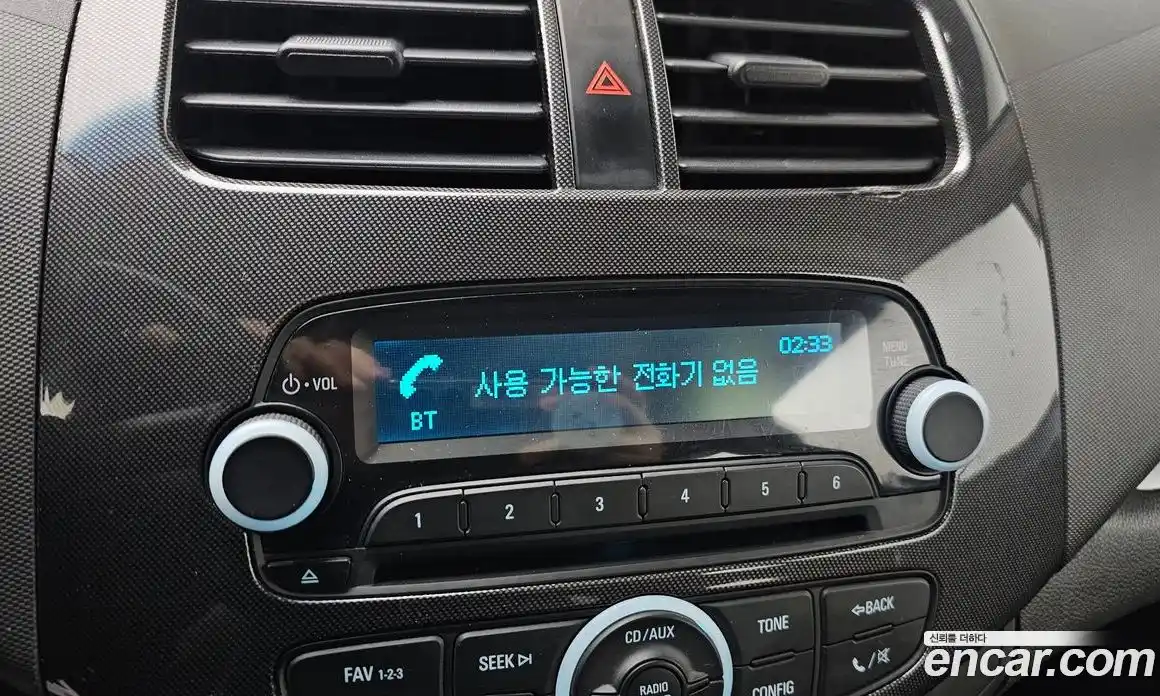 02:33
MENU
TUNE
VOL
사용 가능한 전화기 없음
BT
1 2 3 4 5 6
CD/AUX
TONE
BACK
FAV 1-2-3
SEEK
RADIO
CONFIG
신뢰를 더하다
encar.com